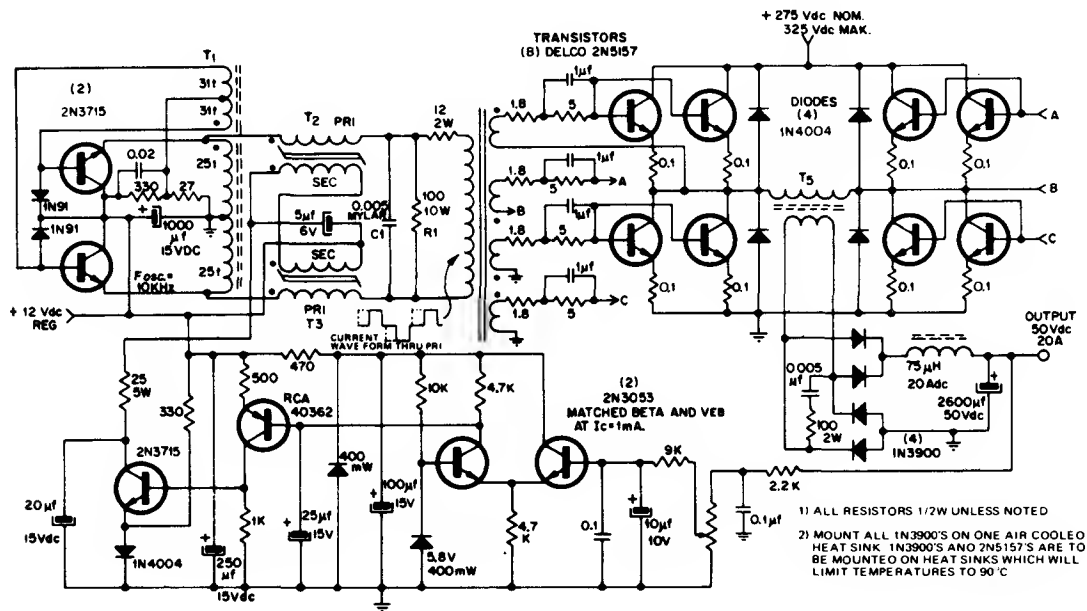 + 275 Vdc NOM.
325 Vdc MAK.
TRANSISTORS
(8) DELCO 2N5157
T1
31t
31t
(2)
2N3715
0.02
330
27
25t
1N91
1N91
+
1000
μf
15VDC
25t
Fosc.=
10KHz
+ 12 Vdc
REG
T2 PRI
SEC
5μf
6V
+
SEC
PRI
T3
0.005
MYLAR
C1
12
2W
100
10W
R1
CURRENT
WAVE FORM THRU PRI
1μf
1.8
5
1μf
1.8
5
A
B
1μf
1.8
5
1μf
1.8
5
C
0.1
0.1
DIODES
(4)
1N4004
T5
0.1
0.1
0.1
0.1
0.1
0.1
A
B
C
OUTPUT
50Vdc
20A
75μH
20Adc
+
2600μf
50Vdc
0.005
μf
100
2W
(4)
1N3900
25
5W
330
500
470
RCA
40362
2N3715
20μf
15Vdc
1N4004
1K
+
250
μf
15Vdc
+
25μf
15V
400
mW
+
100μf
15V
10K
4.7K
(2)
2N3053
MATCHED BETA AND VEB
AT Ic=1mA.
5.8V
400mW
4.7
K
9K
0.1
+
10μf
10V
2.2K
0.1μf
1) ALL RESISTORS 1/2W UNLESS NOTED
2) MOUNT ALL 1N3900'S ON ONE AIR COOLED
HEAT SINK 1N3900'S AND 2N5157'S ARE TO
BE MOUNTED ON HEAT SINKS WHICH WILL
LIMIT TEMPERATURES TO 90°C